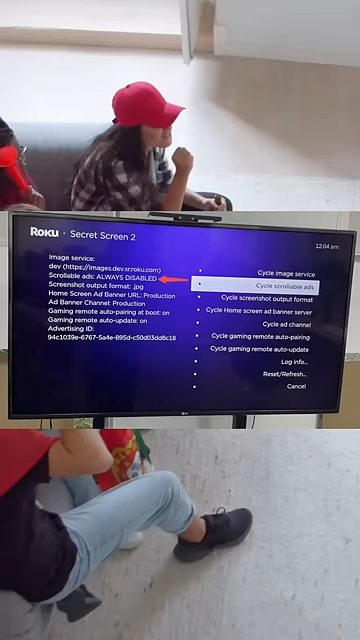 ROKU · Secret Screen 2
12:04 am
Image service:
dev (https://images.dev.sr.roku.com)
Scrollable ads: ALWAYS DISABLED
Screenshot output format: .jpg
Home Screen Ad Banner URL: Production
Ad Banner Channel: Production
Gaming remote auto-pairing at boot: on
Gaming remote auto-update: on
Advertising ID:
94c1039e-6767-5a4e-895d-c50d03dd8c18
Cycle image service
Cycle scrollable ads
Cycle screenshot output format
Cycle Home screen ad banner server
Cycle ad channel
Cycle gaming remote auto-pairing
Cycle gaming remote auto-update
Log info...
Reset/Refresh...
Cancel
LG